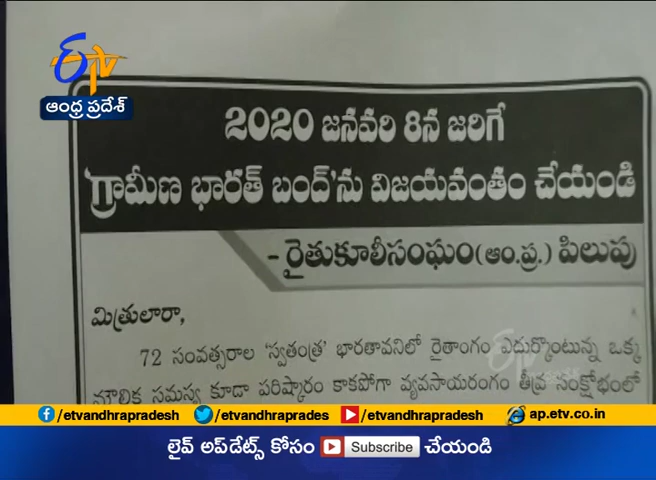 ETV
ఆంధ్ర ప్రదేశ్
2020 జనవరి 8న జరిగే
'గ్రామీణ భారత్ బంద్'ను విజయవంతం చేయండి
- రైతుకూలీసంఘం(ఆం.ప్ర.) పిలుపు
మిత్రులారా,
72 సంవత్సరాల 'స్వతంత్ర' భారతావనిలో రైతాంగం ఎదుర్కొంటున్న ఒక్క
మౌలిక సమస్య కూడా పరిష్కారం కాకపోగా వ్యవసాయరంగం తీవ్ర సంక్షోభంలో
/etvandhrapradesh /etvandhraprades /etvandhrapradesh ap.etv.co.in
లైవ్ అప్‌డేట్స్ కోసం Subscribe చేయండి